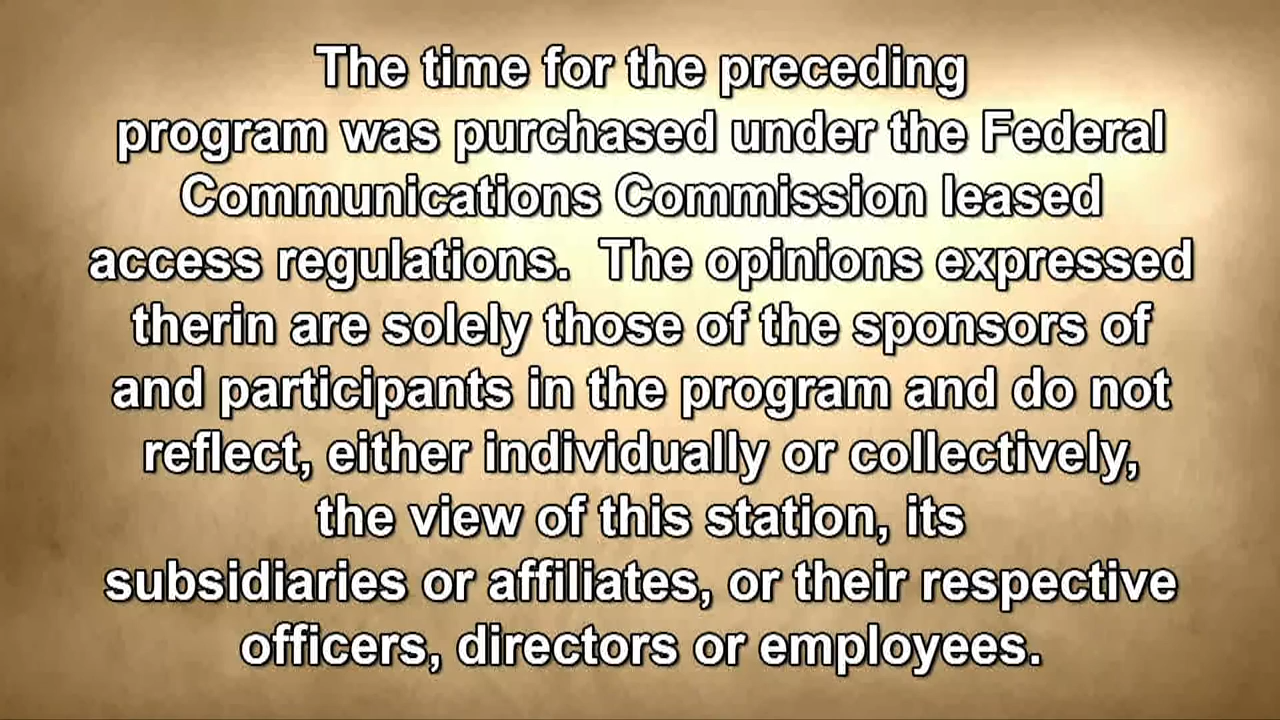 The time for the preceding
program was purchased under the Federal
Communications Commission leased
access regulations.  The opinions expressed
therin are solely those of the sponsors of
and participants in the program and do not
reflect, either individually or collectively,
the view of this station, its
subsidiaries or affiliates, or their respective
officers, directors or employees.